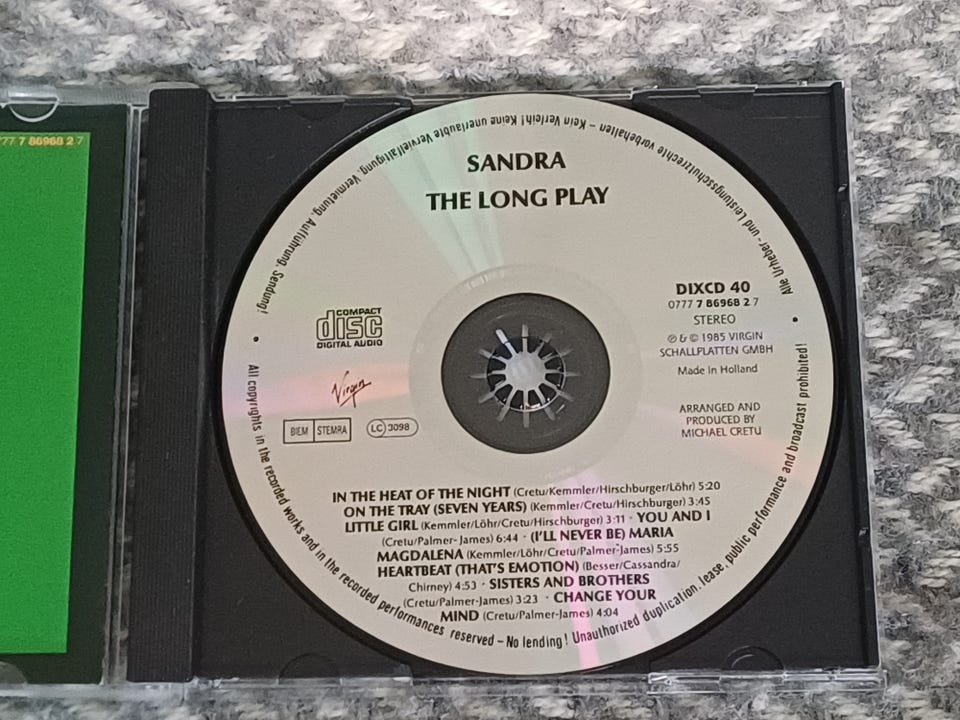 777 7 86968 2 7
Alle Urheber- und Leistungsschutzrechte vorbehalten – Kein Verleih! Keine unerlaubte Vervielfältigung, Vermietung, Aufführung, Sendung!
SANDRA
THE LONG PLAY
DIXCD 40
0777 7 86968 2 7
STEREO
℗ & © 1985 VIRGIN
SCHALLPLATTEN GMBH
Made in Holland
ARRANGED AND
PRODUCED BY
MICHAEL CRETU
COMPACT
disc
DIGITAL AUDIO
Virgin
BIEM STEMRA
LC 3098
IN THE HEAT OF THE NIGHT (Cretu/Kemmler/Hirschburger/Löhr) 5:20
ON THE TRAY (SEVEN YEARS) (Kemmler/Cretu/Hirschburger) 3:45
LITTLE GIRL (Kemmler/Löhr/Cretu/Hirschburger) 3:11 · YOU AND I
(Cretu/Palmer-James) 6:44 · (I'LL NEVER BE) MARIA
MAGDALENA (Kemmler/Löhr/Cretu/Palmer-James) 5:55
HEARTBEAT (THAT'S EMOTION) (Besser/Cassandra/
Chirney) 4:53 · SISTERS AND BROTHERS
(Cretu/Palmer-James) 3:23 · CHANGE YOUR
MIND (Cretu/Palmer-James) 4:04
All copyrights in the recorded works and in the recorded performances reserved – No lending! Unauthorized duplication, lease, public performance and broadcast prohibited!